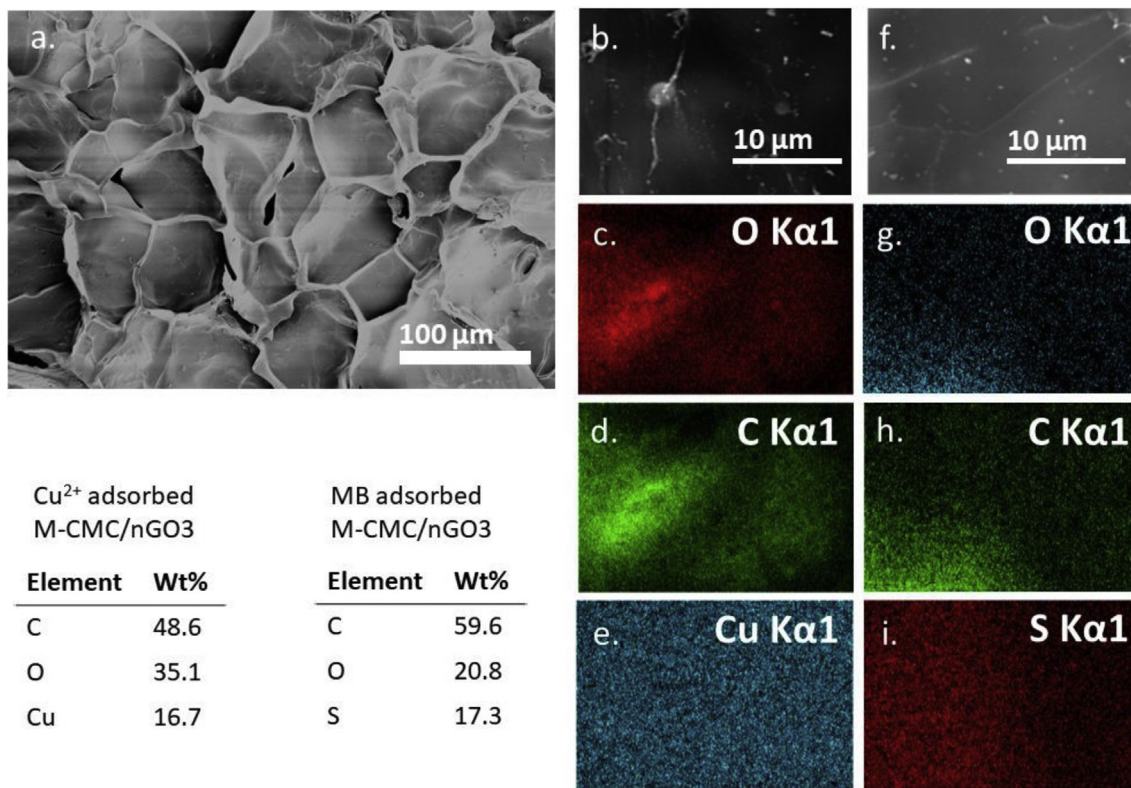 a.
100 µm
b.
10 µm
f.
10 µm
c.
O Kα1
g.
O Kα1
d.
C Kα1
h.
C Kα1
e.
Cu Kα1
i.
S Kα1
Cu²⁺ adsorbed
M-CMC/nGO3
Element Wt%
C 48.6
O 35.1
Cu 16.7
MB adsorbed
M-CMC/nGO3
Element Wt%
C 59.6
O 20.8
S 17.3